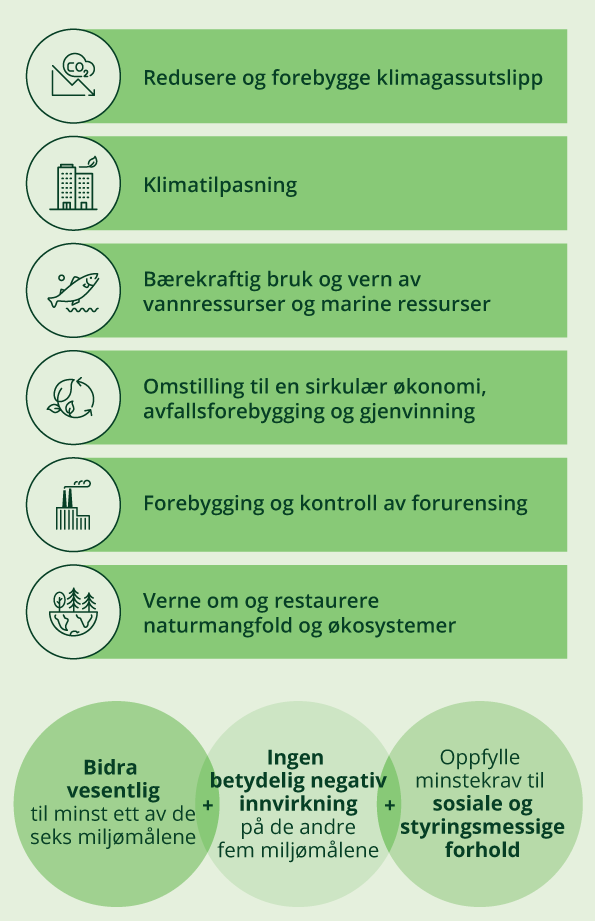 CO2
Redusere og forebygge klimagassutslipp
Klimatilpasning
Bærekraftig bruk og vern av
vannressurser og marine ressurser
Omstilling til en sirkulær økonomi,
avfallsforebygging og gjenvinning
Forebygging og kontroll av forurensing
Verne om og restaurere
naturmangfold og økosystemer
Bidra
vesentlig
til minst ett av de
seks miljømålene
+
Ingen
betydelig negativ
innvirkning
på de andre
fem miljømålene
+
Oppfylle
minstekrav til
sosiale og
styringsmessige
forhold